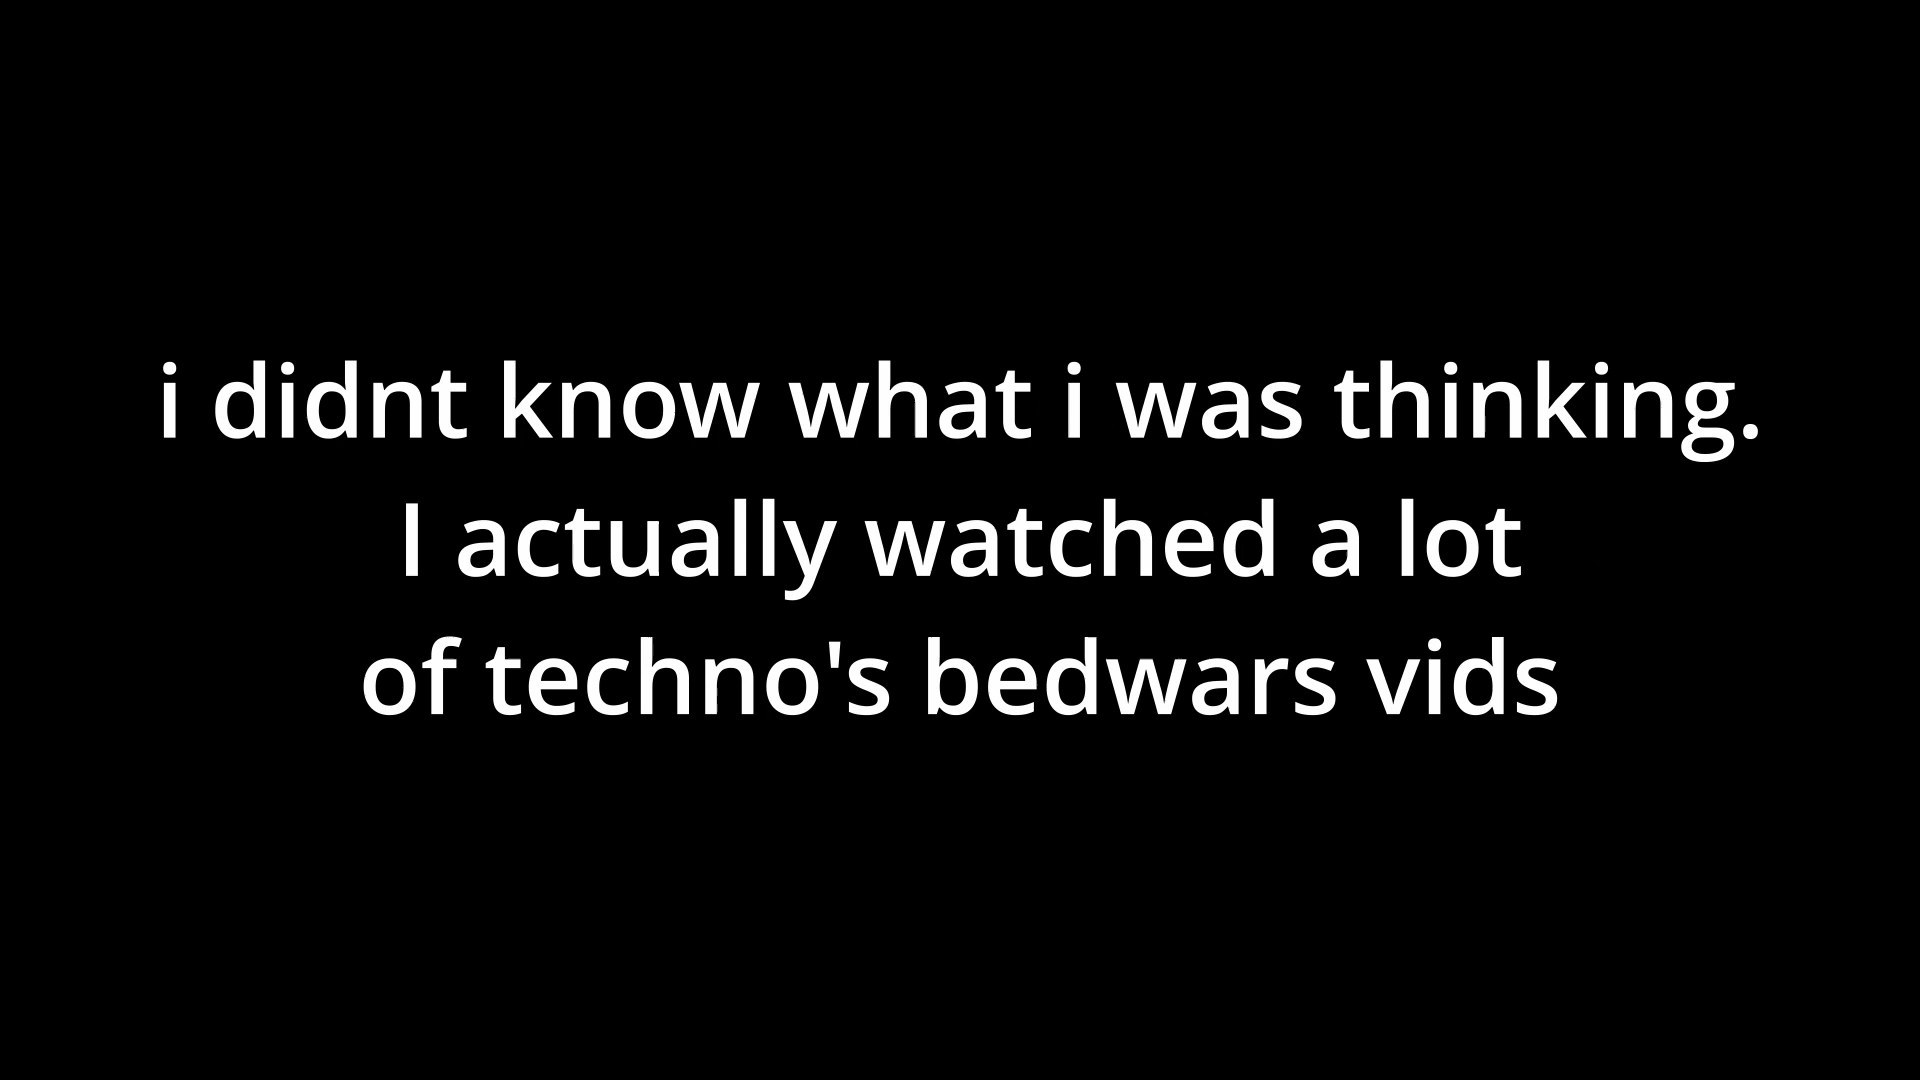 i didnt know what i was thinking.
I actually watched a lot
of techno's bedwars vids